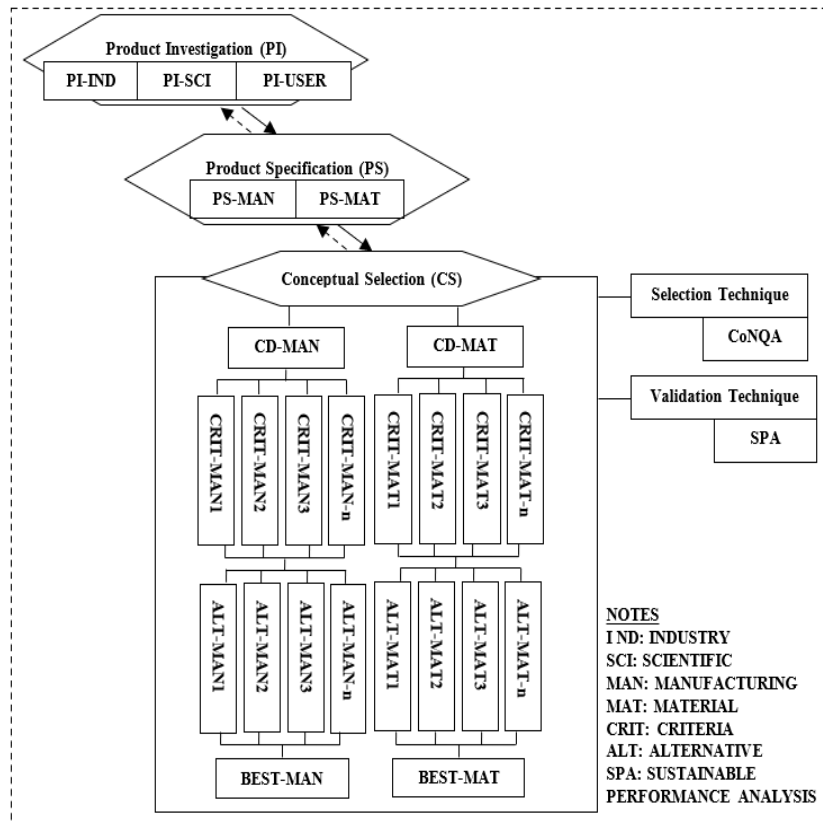 Product Investigation (PI)
PI-IND PI-SCI PI-USER
Product Specification (PS)
PS-MAN PS-MAT
Conceptual Selection (CS)
Selection Technique
CoNQA
CD-MAN CD-MAT
Validation Technique
SPA
CRIT-MAN1
CRIT-MAN2
CRIT-MAN3
CRIT-MAN-n
CRIT-MAT1
CRIT-MAT2
CRIT-MAT3
CRIT-MAT-n
ALT-MAN1
ALT-MAN2
ALT-MAN3
ALT-MAN-n
ALT-MAT1
ALT-MAT2
ALT-MAT3
ALT-MAT-n
BEST-MAN BEST-MAT
NOTES
I ND: INDUSTRY
SCI: SCIENTIFIC
MAN: MANUFACTURING
MAT: MATERIAL
CRIT: CRITERIA
ALT: ALTERNATIVE
SPA: SUSTAINABLE
PERFORMANCE ANALYSIS